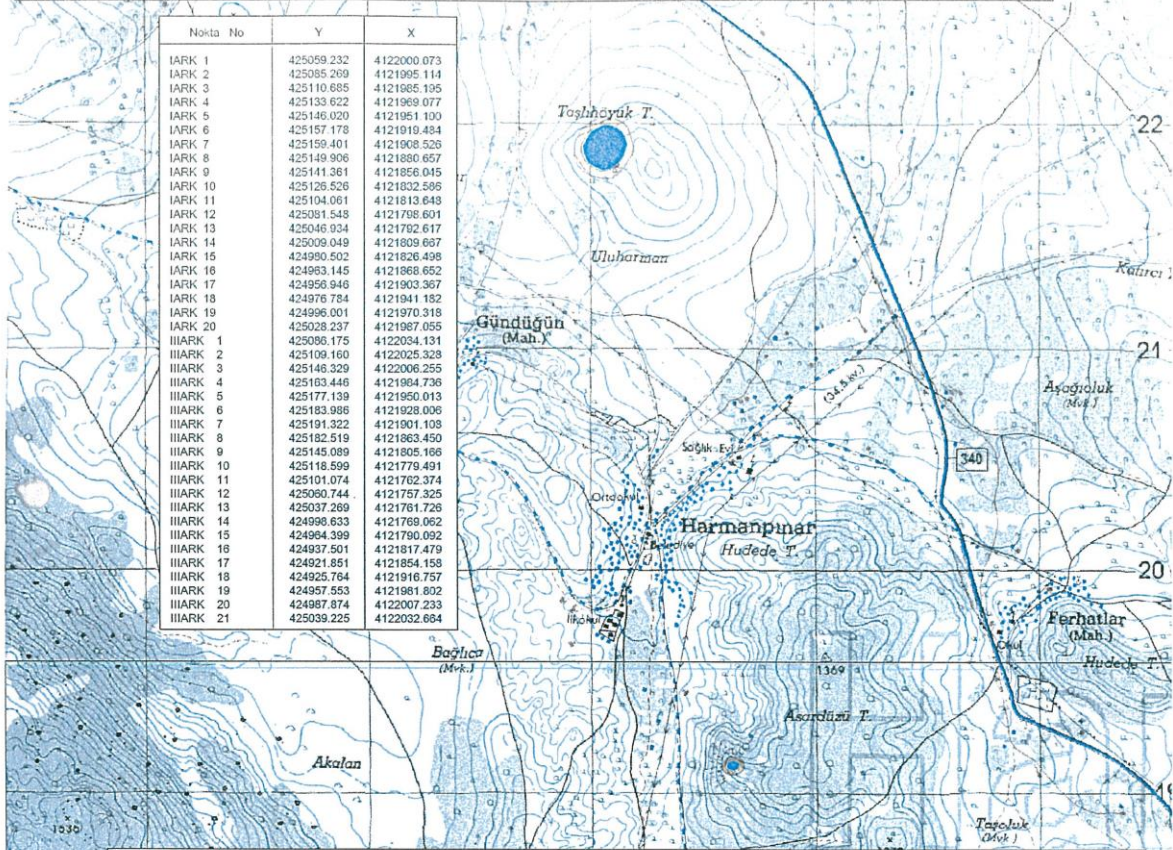 Nokta No Y X
IARK 1 425059.232 4122000.073
IARK 2 425085.269 4121995.114
IARK 3 425110.685 4121985.195
IARK 4 425133.622 4121969.077
IARK 5 425146.020 4121951.100
IARK 6 425157.178 4121919.484
IARK 7 425159.401 4121908.526
IARK 8 425149.906 4121880.657
IARK 9 425141.361 4121856.045
IARK 10 425126.526 4121832.586
IARK 11 425104.061 4121813.648
IARK 12 425081.548 4121798.601
IARK 13 425046.934 4121792.617
IARK 14 425009.049 4121809.667
IARK 15 424980.502 4121826.498
IARK 16 424963.145 4121868.652
IARK 17 424956.946 4121903.367
IARK 18 424976.784 4121941.182
IARK 19 424996.001 4121970.318
IARK 20 425028.237 4121987.055
IIIARK 1 425086.175 4122034.131
IIIARK 2 425109.160 4122025.328
IIIARK 3 425146.329 4122006.255
IIIARK 4 425163.446 4121984.736
IIIARK 5 425177.139 4121950.013
IIIARK 6 425183.986 4121928.006
IIIARK 7 425191.322 4121901.108
IIIARK 8 425182.519 4121863.450
IIIARK 9 425145.089 4121805.166
IIIARK 10 425118.599 4121779.491
IIIARK 11 425101.074 4121762.374
IIIARK 12 425060.744 4121757.325
IIIARK 13 425037.269 4121761.726
IIIARK 14 424998.633 4121769.062
IIIARK 15 424964.399 4121790.092
IIIARK 16 424937.501 4121817.479
IIIARK 17 424921.851 4121854.158
IIIARK 18 424925.764 4121916.757
IIIARK 19 424957.553 4121981.802
IIIARK 20 424987.874 4122007.233
IIIARK 21 425039.225 4122032.664
Taşlıhöyük T.
22
Uluharman
Katırcı
Gündüğün
(Mah.)
21
Aşağıoluk
(Mvk.)
(34.5 kv.)
Sağlık Evi
340
Ortaokul
Harmanpınar
Belediye
Hudede T.
20
İlkokul
Ferhatlar
(Mah.)
Okul
Hudede T.
Bağlıca
(Mvk.)
1369
Asardüzü T.
Akalan
19
Taşoluk
(Mvk.)
1636